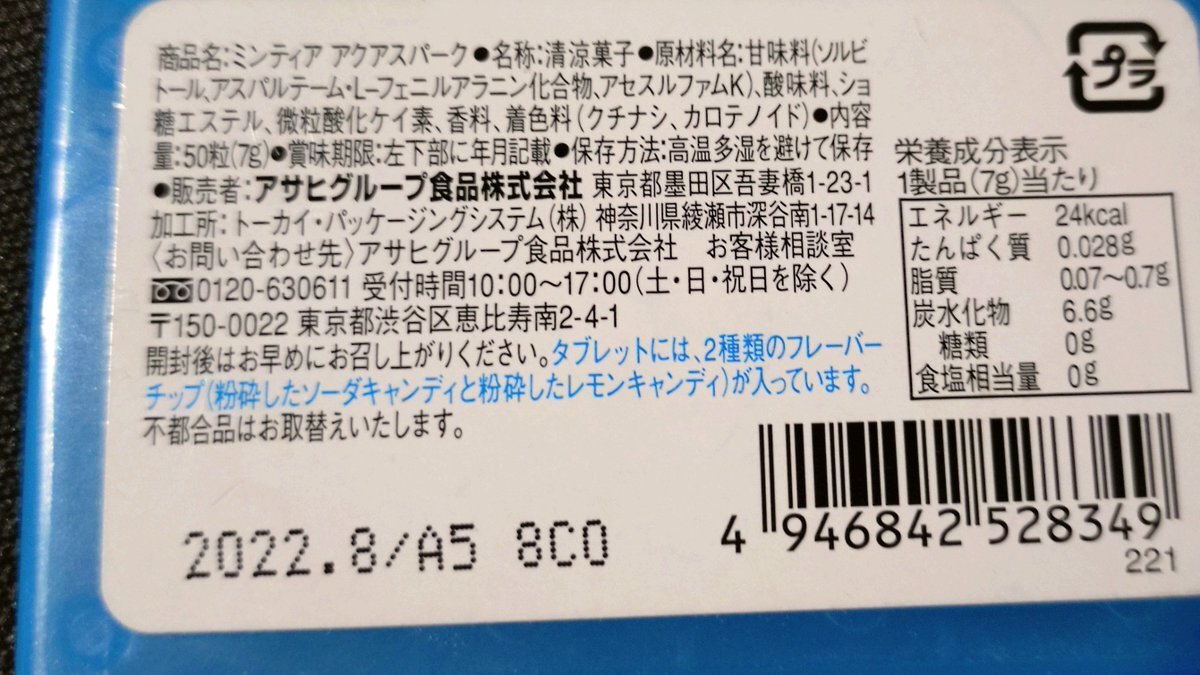 商品名:ミンティア アクアスパーク●名称:清涼菓子●原材料名:甘味料(ソルビ
トール、アスパルテーム・L-フェニルアラニン化合物、アセスルファムK)、酸味料、ショ
糖エステル、微粒酸化ケイ素、香料、着色料(クチナシ、カロテノイド)●内容
量:50粒(7g)●賞味期限:左下部に年月記載●保存方法:高温多湿を避けて保存
●販売者:アサヒグループ食品株式会社 東京都墨田区吾妻橋1-23-1
加工所:トーカイ・パッケージングシステム(株) 神奈川県綾瀬市深谷南1-17-14
〈お問い合わせ先〉アサヒグループ食品株式会社 お客様相談室
0120-630611 受付時間10:00〜17:00(土・日・祝日を除く)
〒150-0022 東京都渋谷区恵比寿南2-4-1
開封後はお早めにお召し上がりください。タブレットには、2種類のフレーバー
チップ(粉砕したソーダキャンディと粉砕したレモンキャンディ)が入っています。
不都合品はお取替えいたします。
プラ
栄養成分表示
1製品(7g)当たり
エネルギー 24kcal
たんぱく質 0.028g
脂質 0.07〜0.7g
炭水化物 6.6g
糖類 0g
食塩相当量 0g
2022.8/A5 8C0
4 946842 528349
221